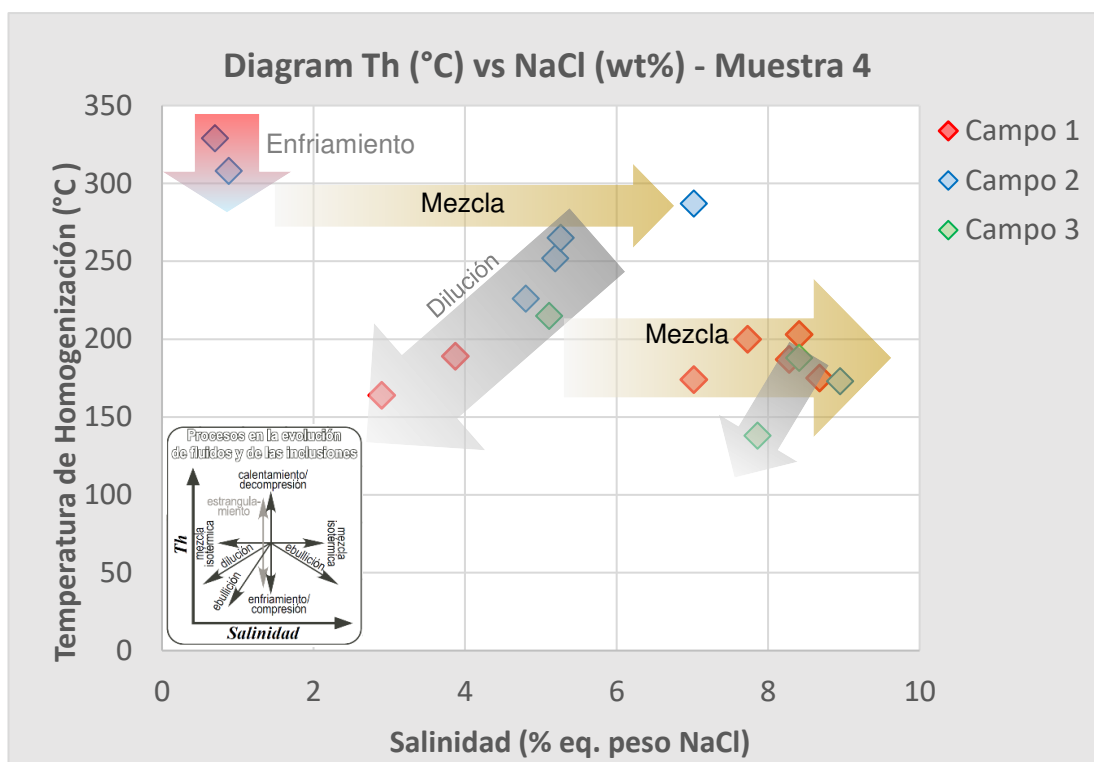 Diagram Th (°C) vs NaCl (wt%) - Muestra 4
Temperatura de Homogenización (°C)
350
300
250
200
150
100
50
0
0 2 4 6 8 10
Salinidad (% eq. peso NaCl)
Enfriamiento
Mezcla
Dilución
Mezcla
Campo 1
Campo 2
Campo 3
Procesos en la evolución
de fluidos y de las inclusiones
calentamiento/
decompresión
estrangula-
miento
mezcla
isotérmica
mezcla
isotérmica
dilución
ebullición
ebullición
enfriamiento/
compresión
Th
Salinidad